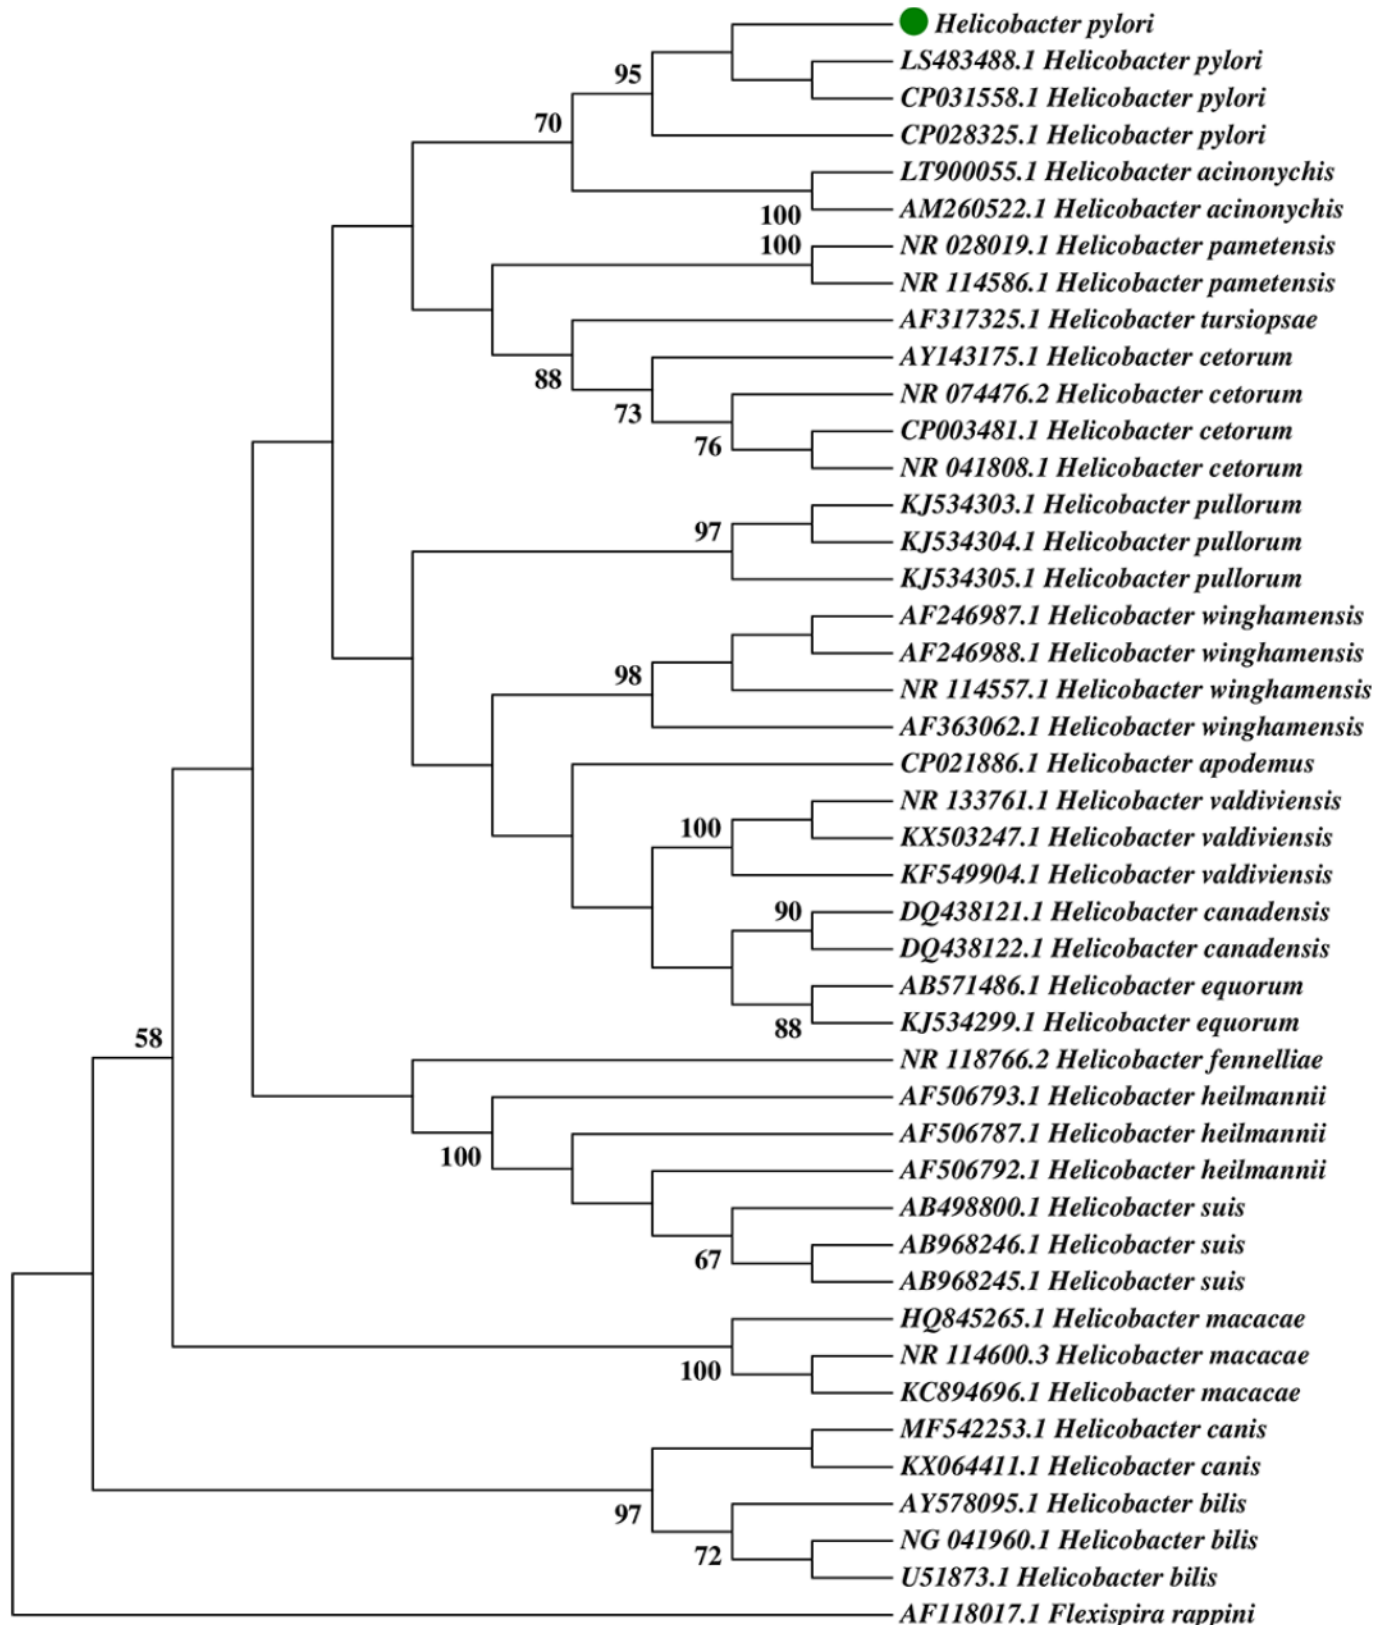 Helicobacter pylori
LS483488.1 Helicobacter pylori
95
CP031558.1 Helicobacter pylori
70
CP028325.1 Helicobacter pylori
LT900055.1 Helicobacter acinonychis
100
AM260522.1 Helicobacter acinonychis
100
NR 028019.1 Helicobacter pametensis
NR 114586.1 Helicobacter pametensis
AF317325.1 Helicobacter tursiopsae
AY143175.1 Helicobacter cetorum
88
NR 074476.2 Helicobacter cetorum
73
CP003481.1 Helicobacter cetorum
76
NR 041808.1 Helicobacter cetorum
KJ534303.1 Helicobacter pullorum
97
KJ534304.1 Helicobacter pullorum
KJ534305.1 Helicobacter pullorum
AF246987.1 Helicobacter winghamensis
AF246988.1 Helicobacter winghamensis
98
NR 114557.1 Helicobacter winghamensis
AF363062.1 Helicobacter winghamensis
CP021886.1 Helicobacter apodemus
NR 133761.1 Helicobacter valdiviensis
100
KX503247.1 Helicobacter valdiviensis
KF549904.1 Helicobacter valdiviensis
90
DQ438121.1 Helicobacter canadensis
DQ438122.1 Helicobacter canadensis
AB571486.1 Helicobacter equorum
88
KJ534299.1 Helicobacter equorum
58
NR 118766.2 Helicobacter fennelliae
AF506793.1 Helicobacter heilmannii
AF506787.1 Helicobacter heilmannii
100
AF506792.1 Helicobacter heilmannii
AB498800.1 Helicobacter suis
AB968246.1 Helicobacter suis
67
AB968245.1 Helicobacter suis
HQ845265.1 Helicobacter macacae
NR 114600.3 Helicobacter macacae
100
KC894696.1 Helicobacter macacae
MF542253.1 Helicobacter canis
KX064411.1 Helicobacter canis
AY578095.1 Helicobacter bilis
97
NG 041960.1 Helicobacter bilis
72
U51873.1 Helicobacter bilis
AF118017.1 Flexispira rappini